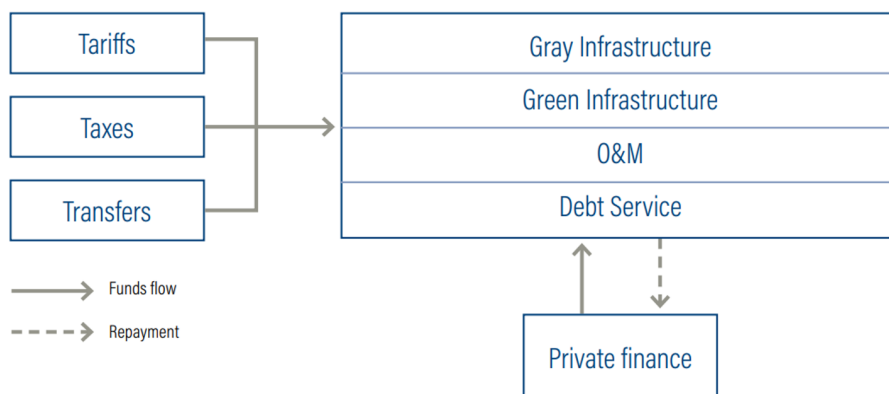 Tariffs
Taxes
Transfers
Gray Infrastructure
Green Infrastructure
O&M
Debt Service
Funds flow
Repayment
Private finance